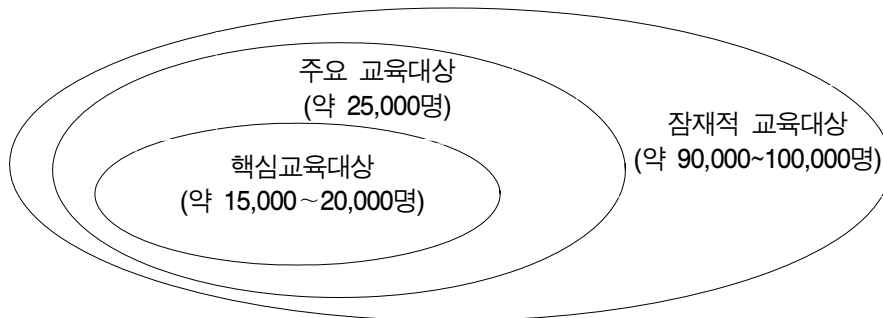 주요 교육대상
(약 25,000명)
잠재적 교육대상
(약 90,000~100,000명)
핵심교육대상
(약 15,000～20,000명)